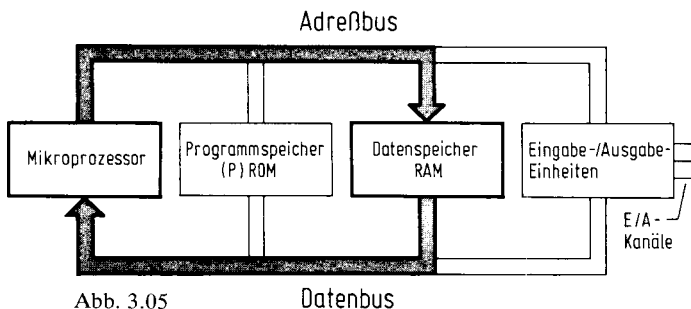 Adreßbus
Mikroprozessor
Programmspeicher
(P) ROM
Datenspeicher
RAM
Eingabe-/Ausgabe-
Einheiten
E/A-
Kanäle
Abb. 3.05
Datenbus